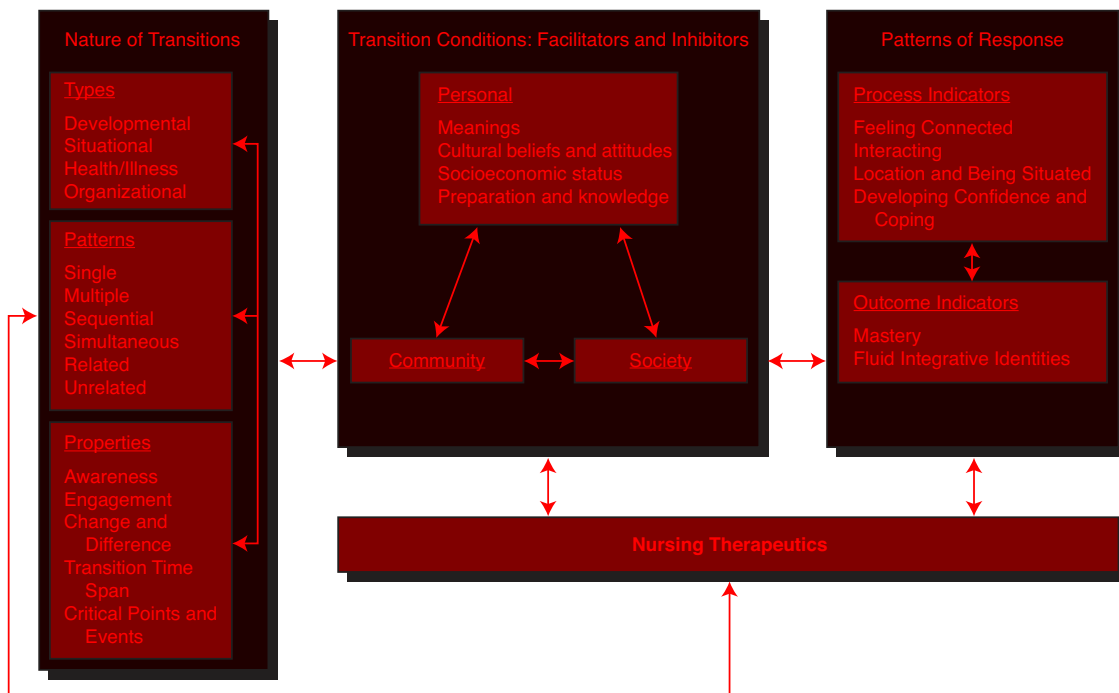 Nature of Transitions
Types
Developmental
Situational
Health/Illness
Organizational
Patterns
Single
Multiple
Sequential
Simultaneous
Related
Unrelated
Properties
Awareness
Engagement
Change and
Difference
Transition Time
Span
Critical Points and
Events
Transition Conditions: Facilitators and Inhibitors
Personal
Meanings
Cultural beliefs and attitudes
Socioeconomic status
Preparation and knowledge
Community
Society
Patterns of Response
Process Indicators
Feeling Connected
Interacting
Location and Being Situated
Developing Confidence and
Coping
Outcome Indicators
Mastery
Fluid Integrative Identities
Nursing Therapeutics